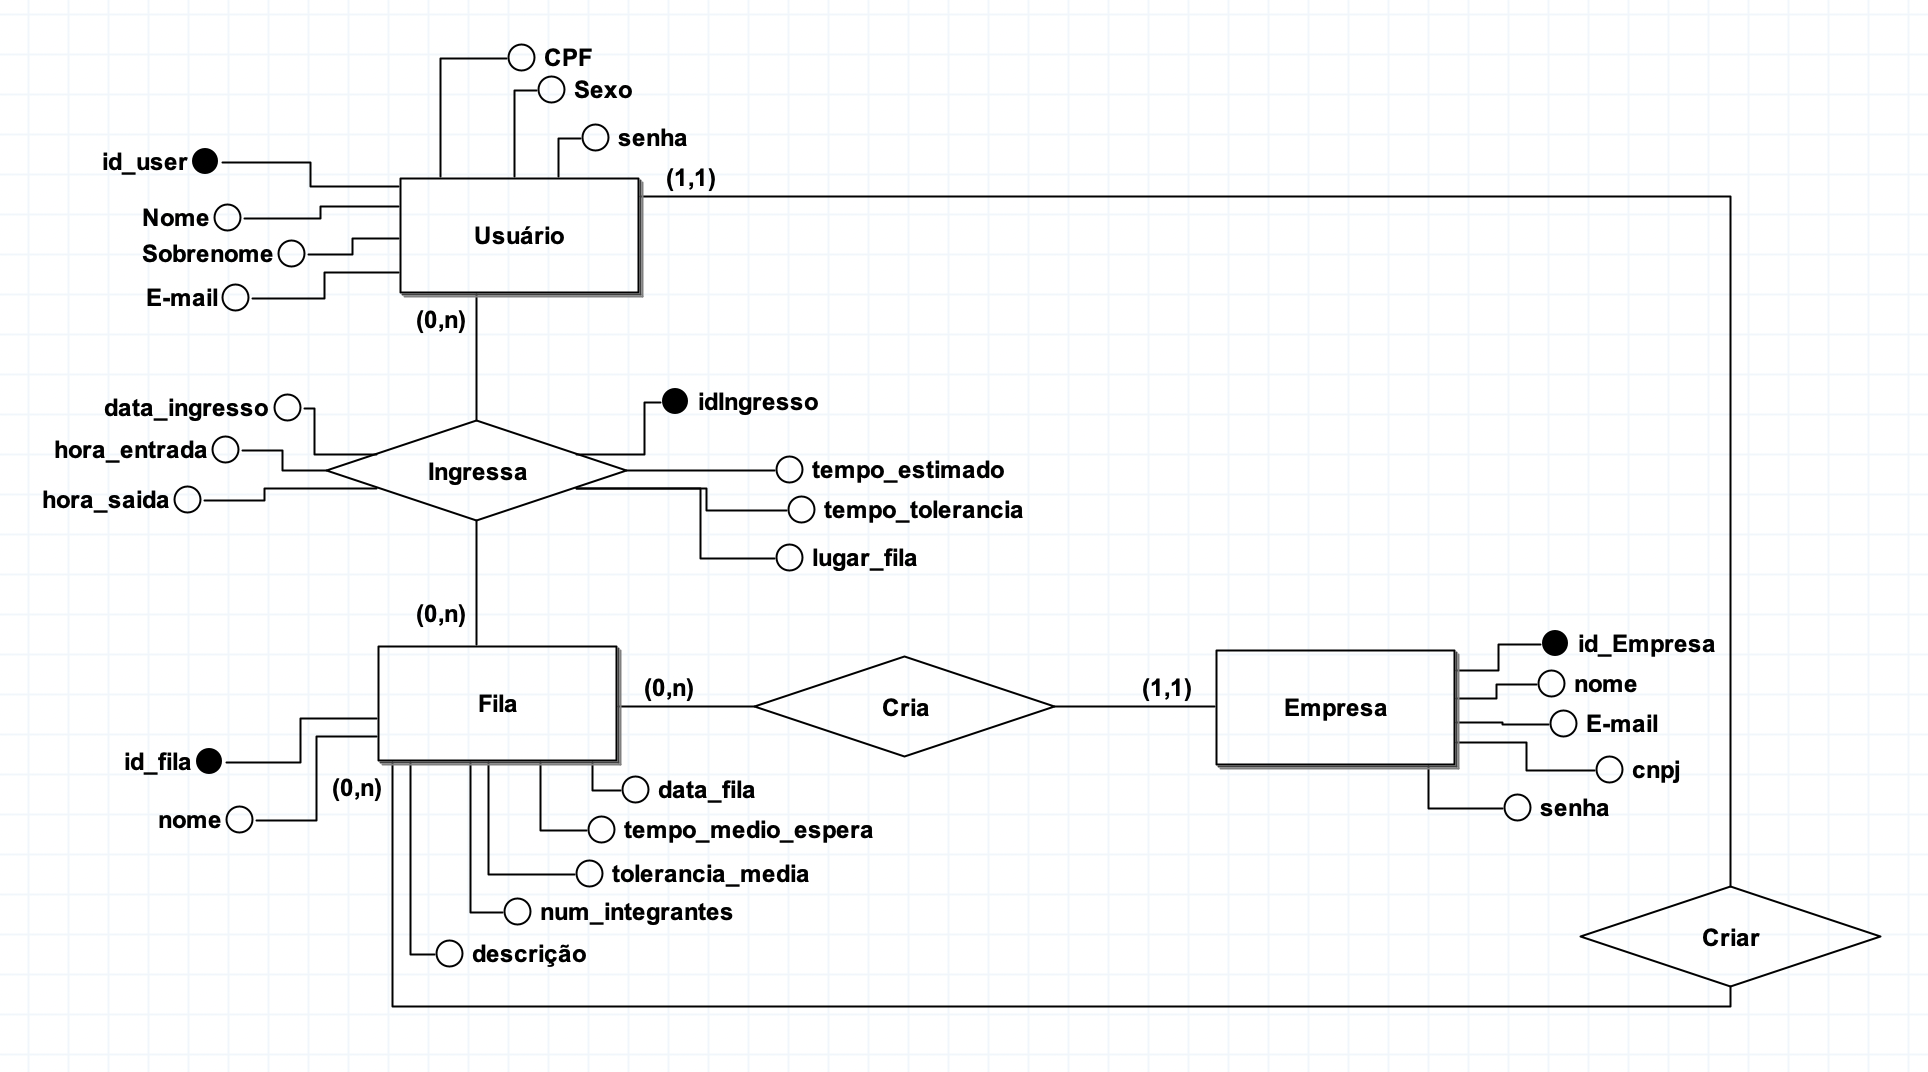 CPF
Sexo
senha
id_user
(1,1)
Nome
Usuário
Sobrenome
E-mail
(0,n)
data_ingresso
idIngresso
hora_entrada
Ingressa
tempo_estimado
hora_saida
tempo_tolerancia
lugar_fila
(0,n)
id_Empresa
(0,n)
(1,1)
nome
Fila
Cria
Empresa
E-mail
id_fila
cnpj
(0,n)
data_fila
senha
nome
tempo_medio_espera
tolerancia_media
num_integrantes
Criar
descrição